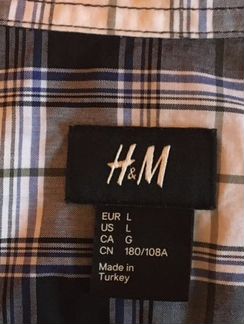 H&M
EUR L
US L
CA G
CN 180/108A
Made in
Turkey